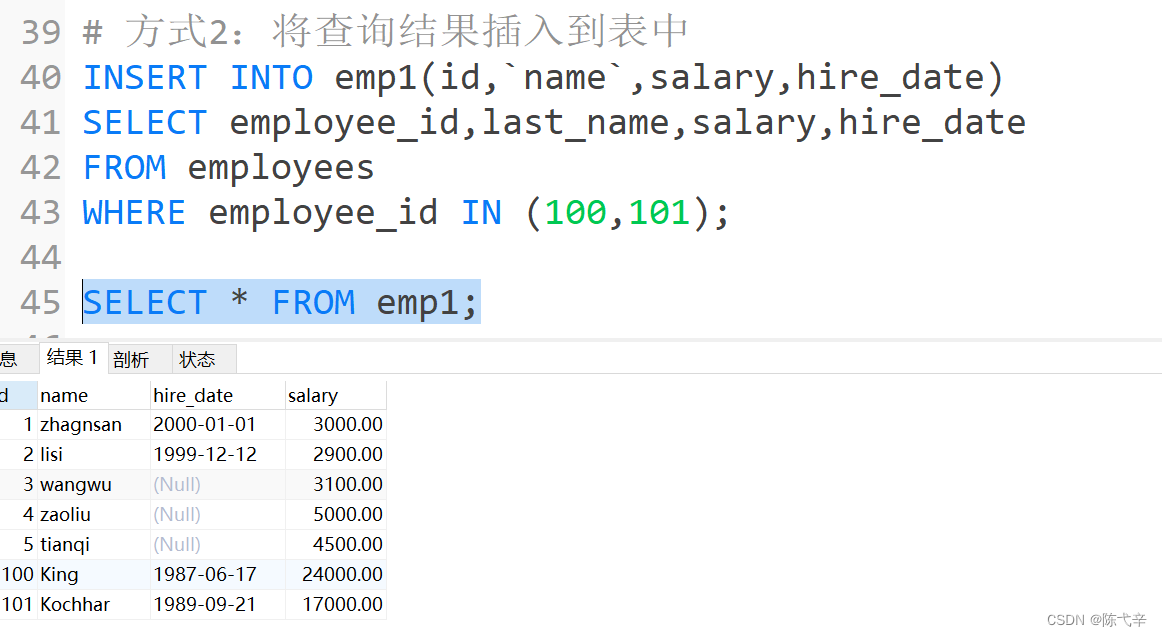 39 # 方式2: 将查询结果插入到表中
40 INSERT INTO emp1(id,`name`,salary,hire_date)
41 SELECT employee_id,last_name,salary,hire_date
42 FROM employees
43 WHERE employee_id IN (100,101);
44
45 SELECT * FROM emp1;
息 结果 1 剖析 状态
d name hire_date salary
1 zhagnsan 2000-01-01 3000.00
2 lisi 1999-12-12 2900.00
3 wangwu (Null) 3100.00
4 zaoliu (Null) 5000.00
5 tianqi (Null) 4500.00
100 King 1987-06-17 24000.00
101 Kochhar 1989-09-21 17000.00
CSDN @陈弋辛